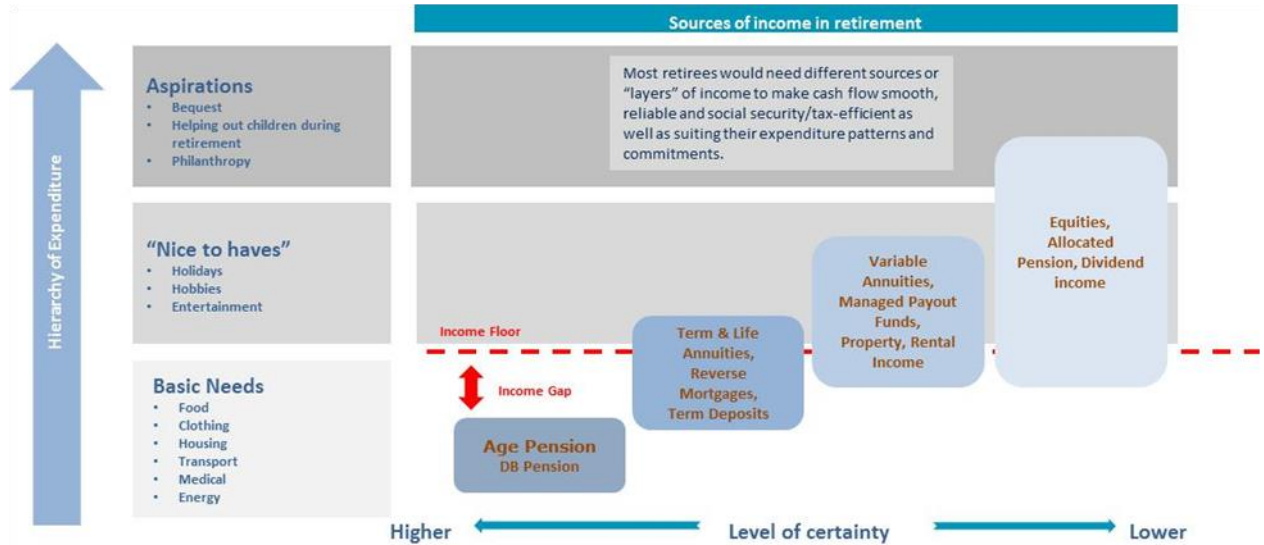 Sources of income in retirement
Hierarchy of Expenditure
Aspirations
• Bequest
• Helping out children during
retirement
• Philanthropy
Most retirees would need different sources or
"layers" of income to make cash flow smooth,
reliable and social security/tax-efficient as
well as suiting their expenditure patterns and
commitments.
"Nice to haves"
• Holidays
• Hobbies
• Entertainment
Equities,
Allocated
Pension, Dividend
income
Variable
Annuities,
Managed Payout
Funds,
Property, Rental
Income
Income Floor
Term & Life
Annuities,
Reverse
Mortgages,
Term Deposits
Income Gap
Basic Needs
• Food
• Clothing
• Housing
• Transport
• Medical
• Energy
Age Pension
DB Pension
Higher
Level of certainty
Lower